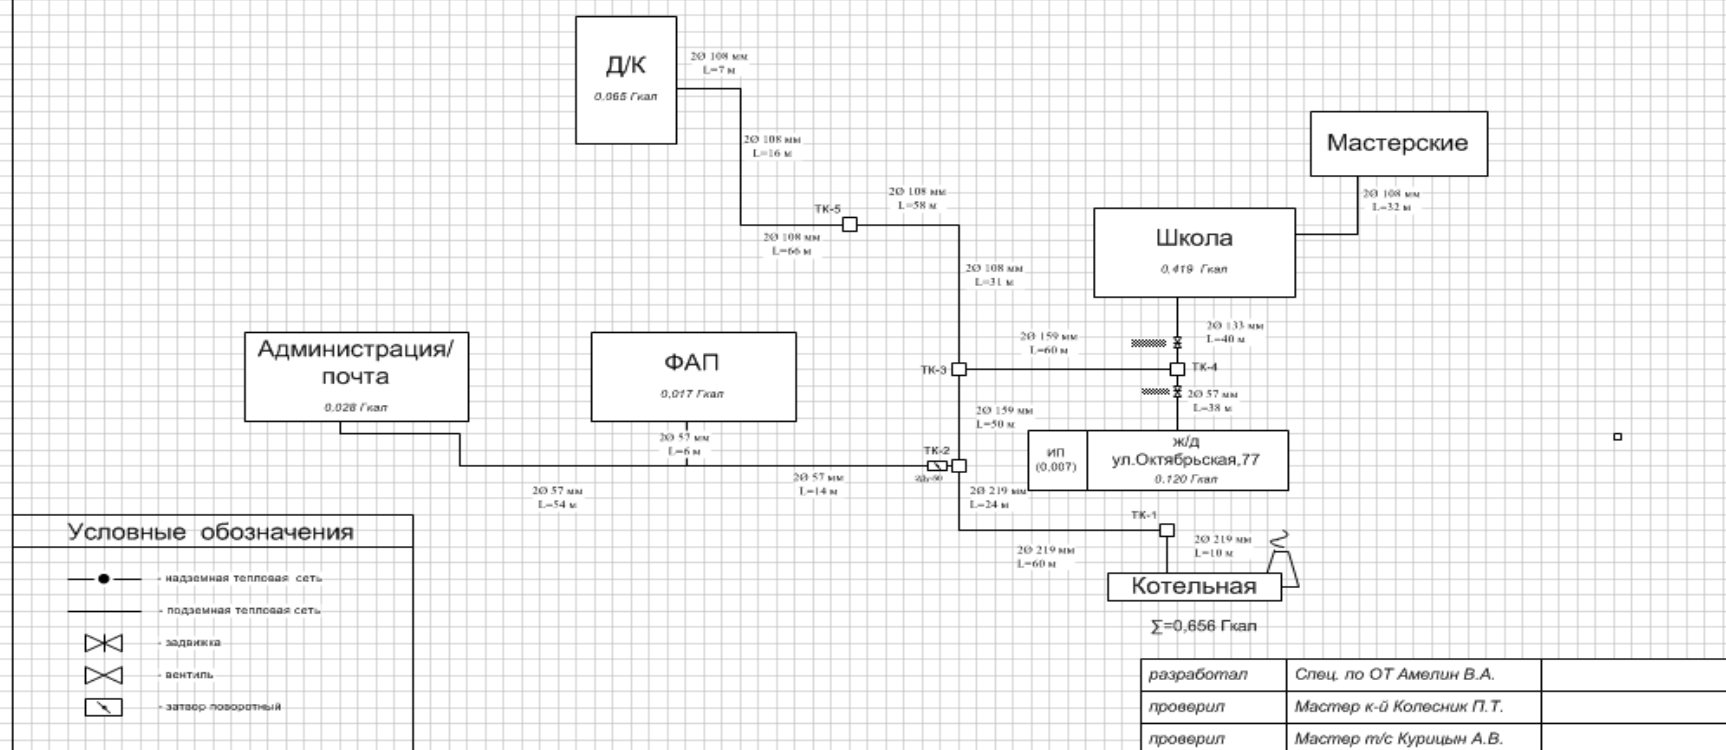 Д/К
0,065 Гкал
2Ø 108 мм
L=7 м
2Ø 108 мм
L=16 м
Мастерские
2Ø 108 мм
L=32 м
2Ø 108 мм
L=58 м
ТК-5
2Ø 108 мм
L=66 м
Школа
0,419 Гкал
2Ø 108 мм
L=31 м
2Ø 133 мм
L=40 м
2Ø 159 мм
L=60 м
ТК-3
ТК-4
2Ø 57 мм
L=38 м
Администрация/
почта
0,028 Гкал
ФАП
0,017 Гкал
2Ø 159 мм
L=50 м
2Ø 57 мм
L=6 м
ТК-2
ИП
(0,007)
ж/д
ул.Октябрьская,77
0,120 Гкал
2Ø 57 мм
L=14 м
2Ø 57 мм
L=54 м
2Ø 219 мм
L=24 м
ТК-1
2Ø 219 мм
L=10 м
2Ø 219 мм
L=60 м
Котельная
∑=0,656 Гкал
Условные обозначения
- надземная тепловая сеть
- подземная тепловая сеть
- задвижка
- вентиль
- затвор поворотный
разработал Спец. по ОТ Амелин В.А.
проверил Мастер к-й Колесник П.Т.
проверил Мастер т/с Курицын А.В.